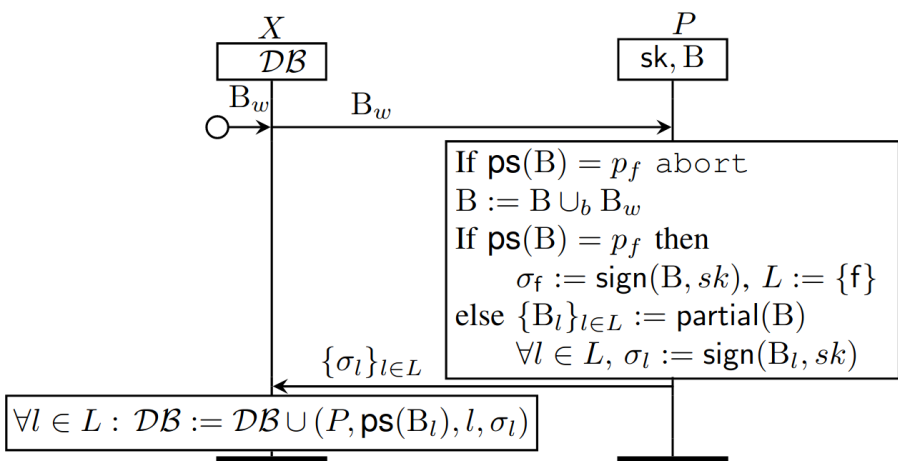 X P
𝒟ℬ sk, B
B_w B_w
If ps(B) = p_f abort
B := B ∪_b B_w
If ps(B) = p_f then
σ_f := sign(B, sk), L := {f}
else {B_l}_{l∈L} := partial(B)
∀l ∈ L, σ_l := sign(B_l, sk)
{σ_l}_{l∈L}
∀l ∈ L : 𝒟ℬ := 𝒟ℬ ∪ (P, ps(B_l), l, σ_l)